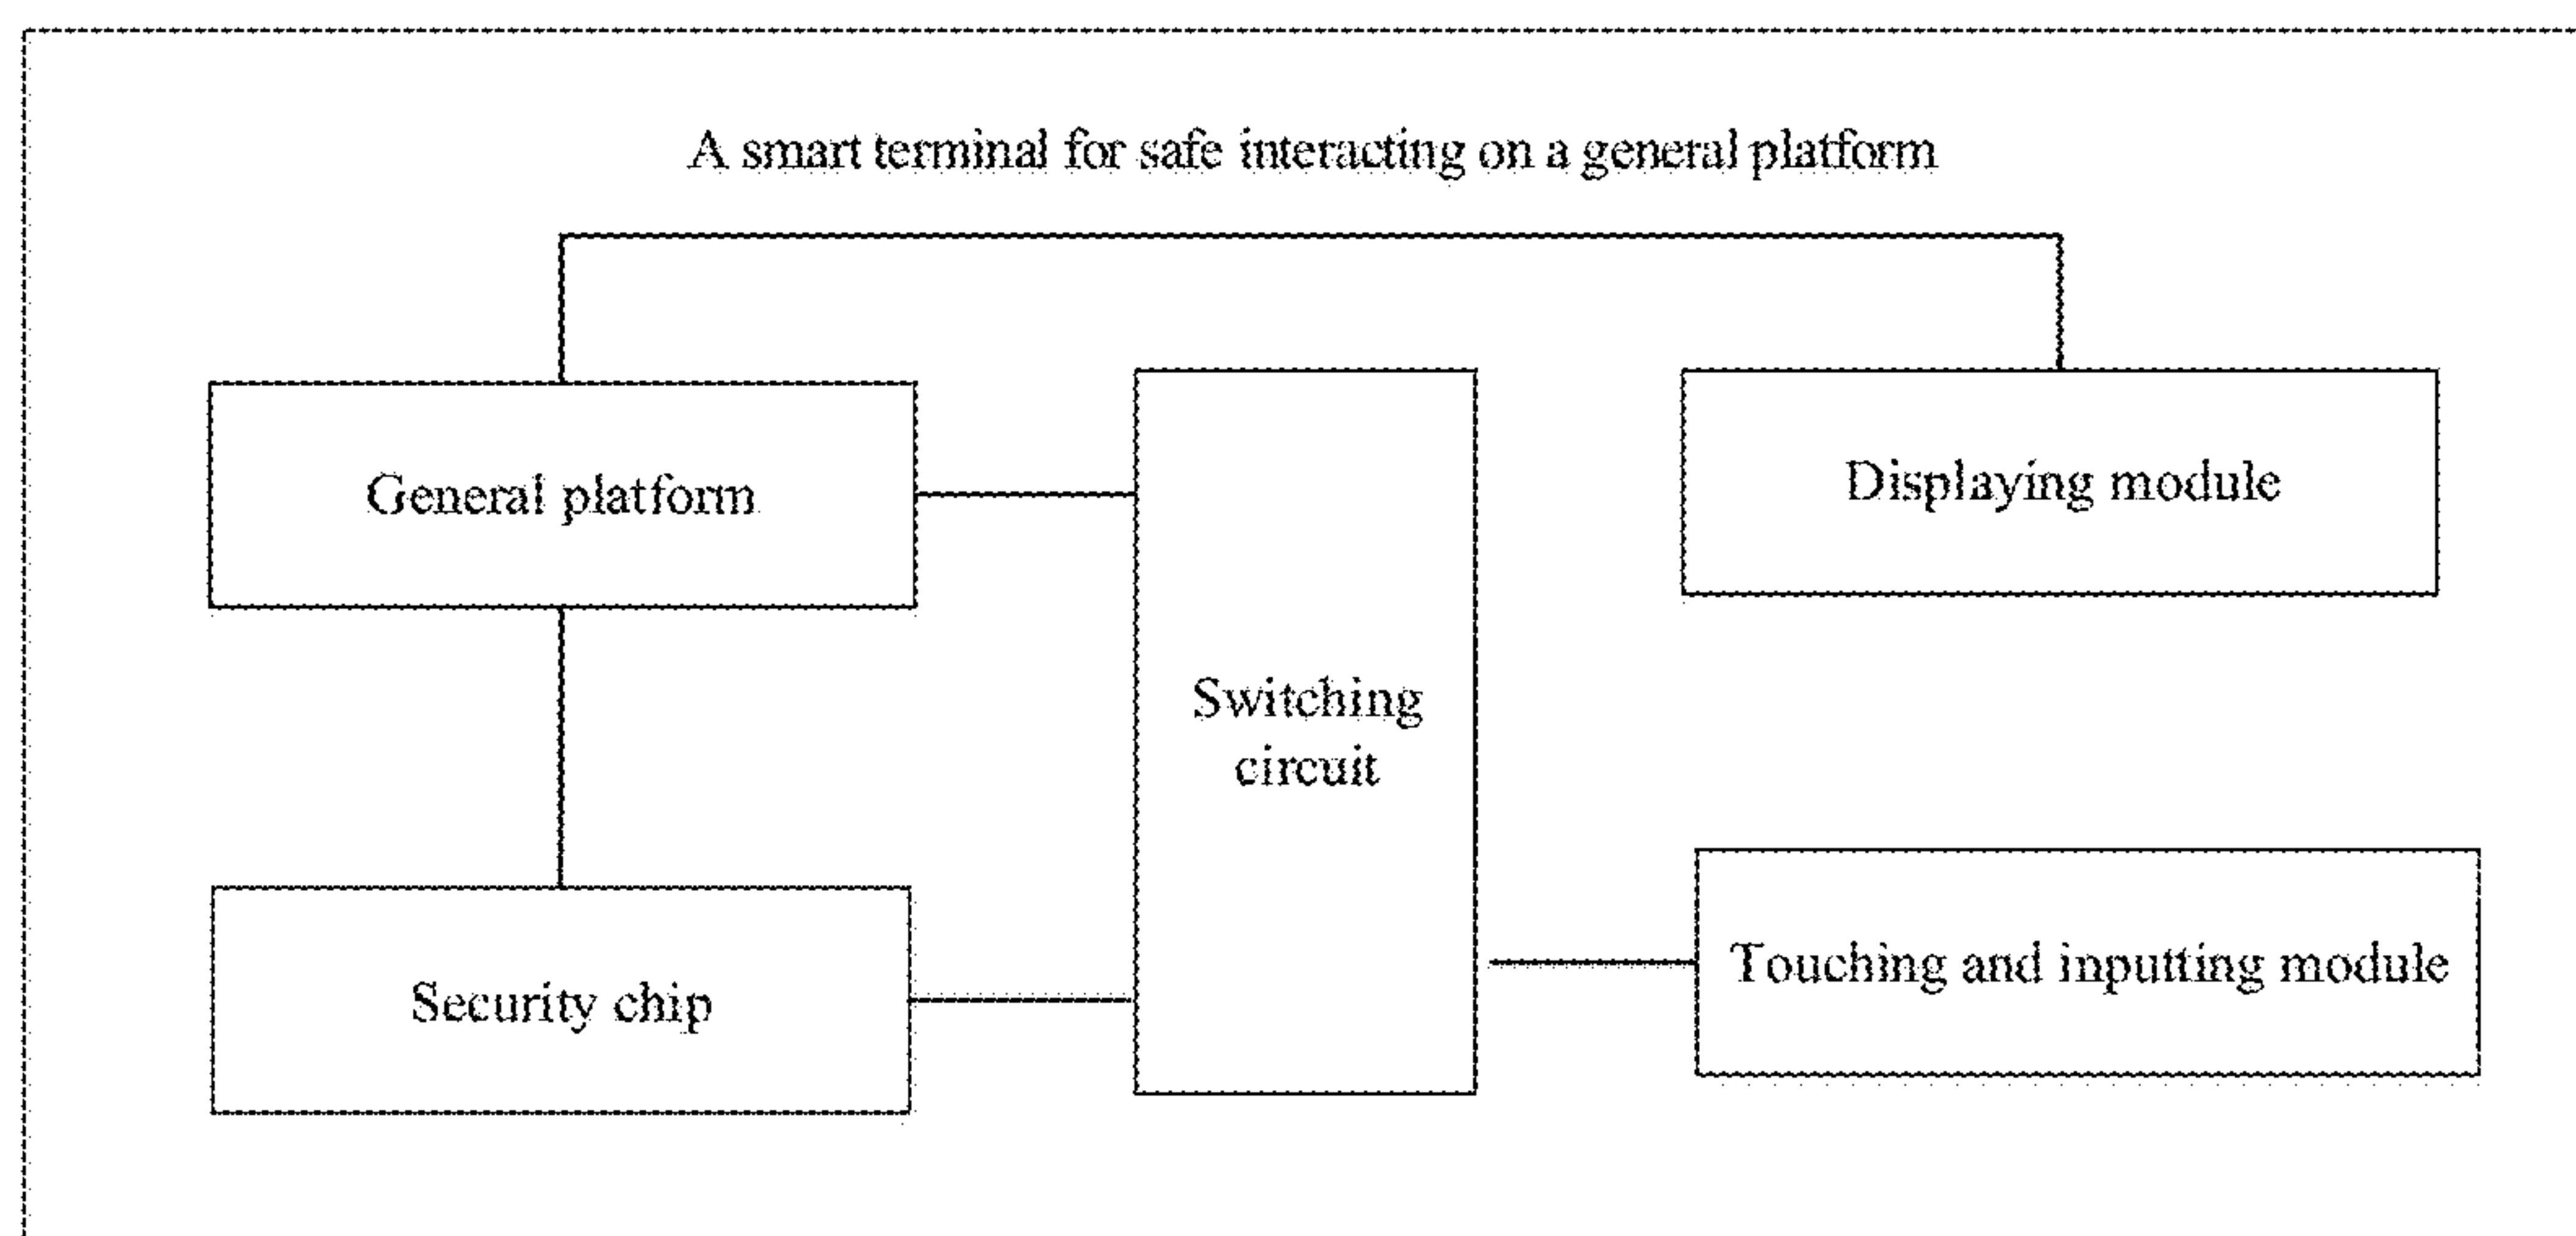 A smart terminal for safe interacting on a general platform
General platform
Displaying module
Switching
circuit
Security chip
Touching and inputting module